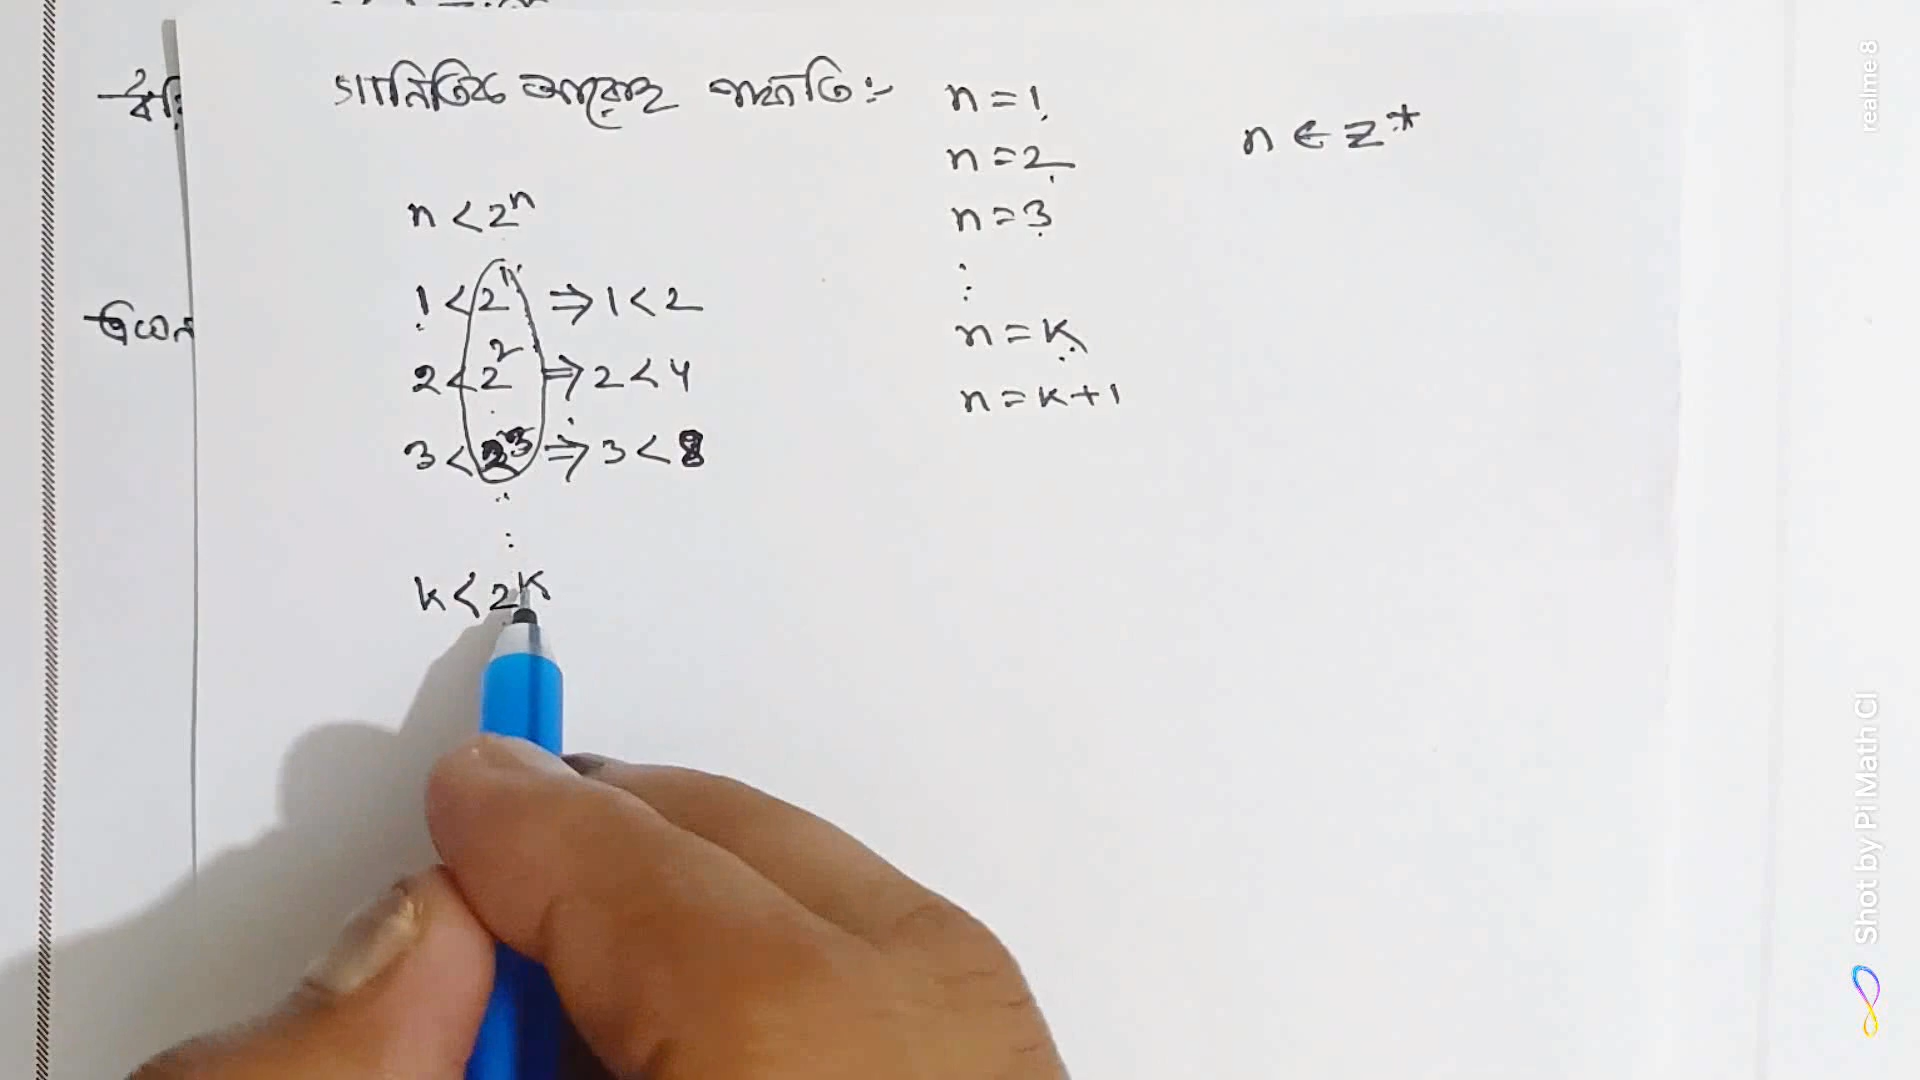 গানিতিক আরোহ পদ্ধতি :-
n < 2ⁿ
1 < 2¹ ⇒ 1 < 2
2 < 2² ⇒ 2 < 4
3 < 2³ ⇒ 3 < 8
⋮
k < 2ᵏ
n = 1
n = 2
n = 3
⋮
n = k
n = k + 1
n ∈ Z*
realme 8
Shot by Pi Math Cl